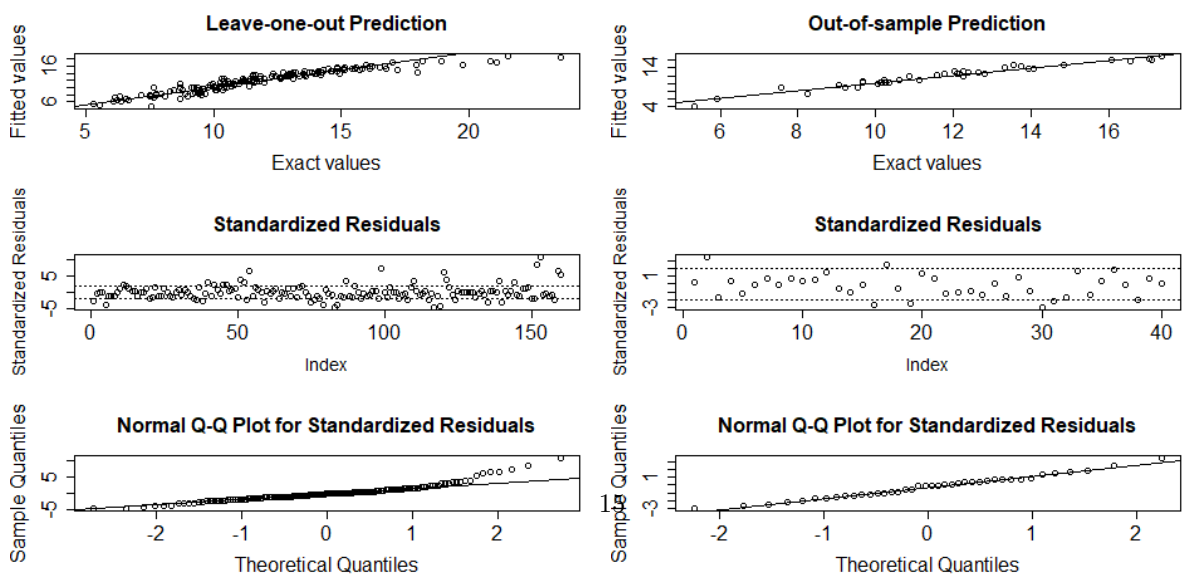 Leave-one-out Prediction
Fitted values
6 16
5 10 15 20
Exact values
Out-of-sample Prediction
Fitted values
4 14
6 8 10 12 14 16
Exact values
Standardized Residuals
Standardized Residuals
-5 5
0 50 100 150
Index
Standardized Residuals
Standardized Residuals
-3 1
0 10 20 30 40
Index
Normal Q-Q Plot for Standardized Residuals
Sample Quantiles
-5 5
-2 -1 0 1 2
Theoretical Quantiles
15
Normal Q-Q Plot for Standardized Residuals
Sample Quantiles
-3 1
-2 -1 0 1 2
Theoretical Quantiles